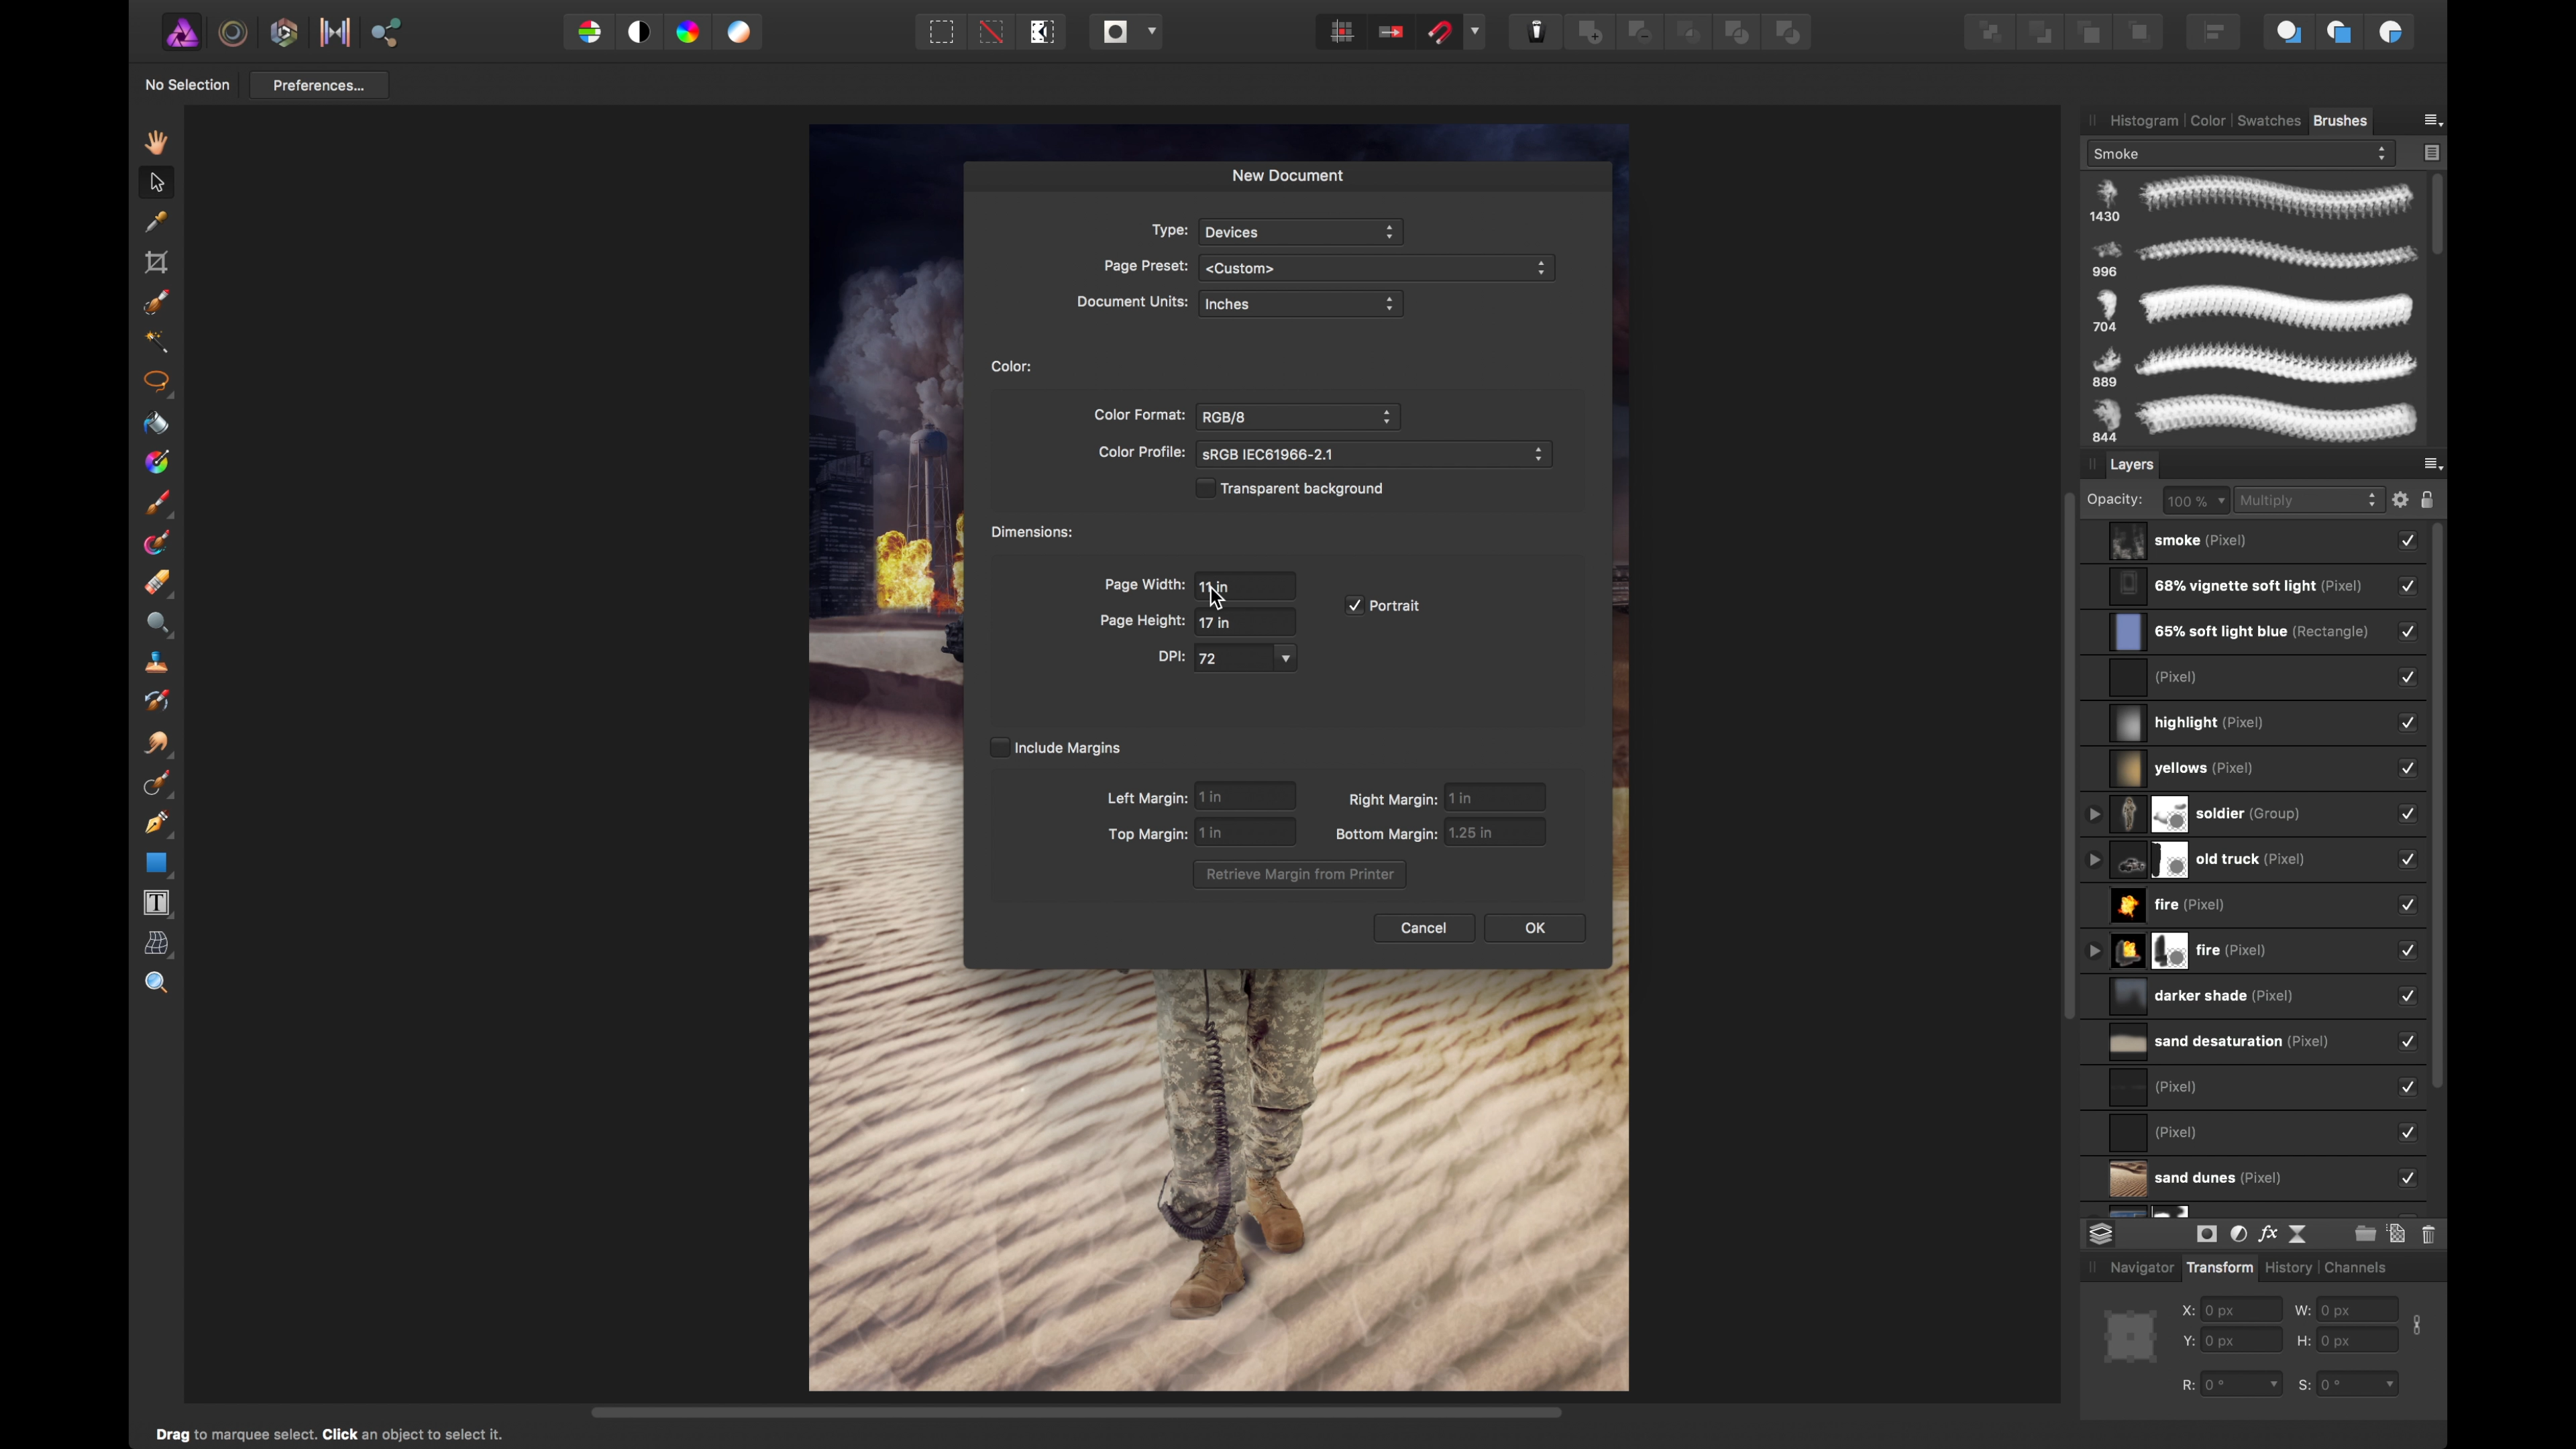 No Selection
Preferences...
New Document
Type: Devices
Page Preset: <Custom>
Document Units: Inches
Color:
Color Format: RGB/8
Color Profile: sRGB IEC61966-2.1
Transparent background
Dimensions:
Page Width: 11 in
Page Height: 17 in
Portrait
DPI: 72
Include Margins
Left Margin: 1 in
Right Margin: 1 in
Top Margin: 1 in
Bottom Margin: 1.25 in
Retrieve Margin from Printer
Cancel
OK
Histogram Color Swatches Brushes
Smoke
1430
996
704
889
844
Layers
Opacity: 100 % Multiply
smoke (Pixel)
68% vignette soft light (Pixel)
65% soft light blue (Rectangle)
(Pixel)
highlight (Pixel)
yellows (Pixel)
soldier (Group)
old truck (Pixel)
fire (Pixel)
fire (Pixel)
darker shade (Pixel)
sand desaturation (Pixel)
(Pixel)
(Pixel)
sand dunes (Pixel)
fx
Navigator Transform History Channels
X: 0 px W: 0 px
Y: 0 px H: 0 px
R: 0 ° S: 0 °
Drag to marquee select. Click an object to select it.